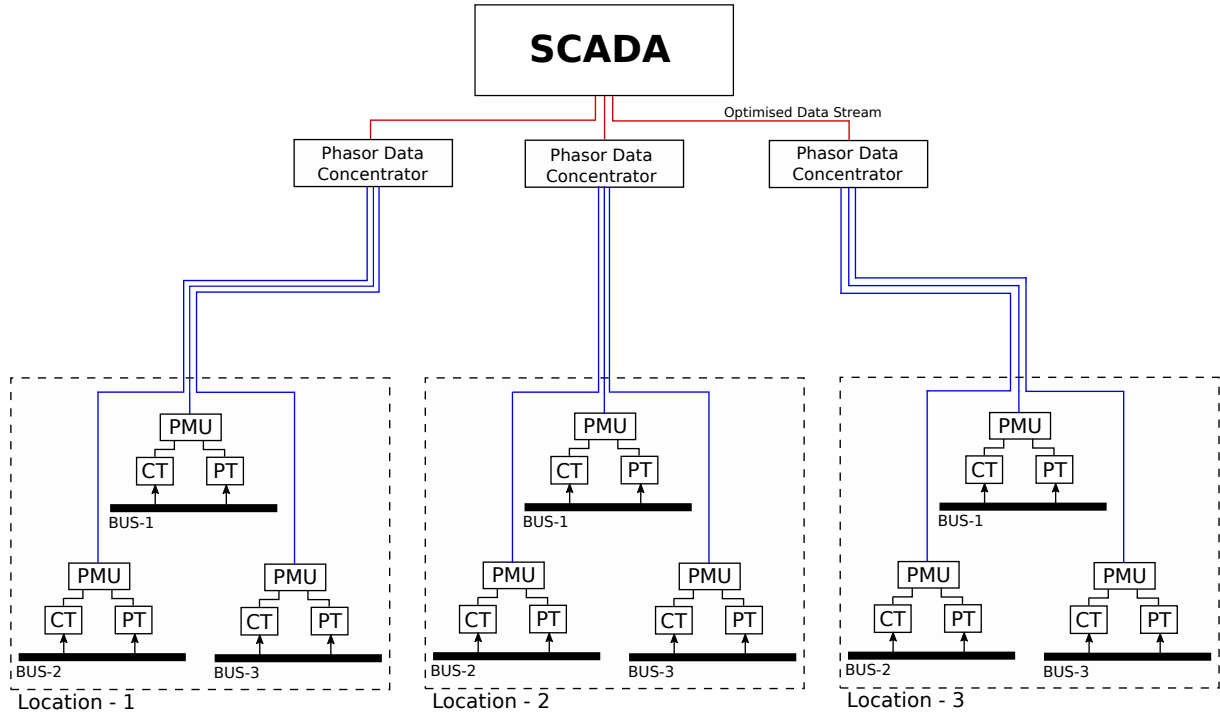 SCADA
Optimised Data Stream
Phasor Data
Concentrator
Phasor Data
Concentrator
Phasor Data
Concentrator
PMU
CT
PT
BUS-1
PMU
CT
PT
BUS-2
PMU
CT
PT
BUS-3
Location - 1
PMU
CT
PT
BUS-1
PMU
CT
PT
BUS-2
PMU
CT
PT
BUS-3
Location - 2
PMU
CT
PT
BUS-1
PMU
CT
PT
BUS-2
PMU
CT
PT
BUS-3
Location - 3